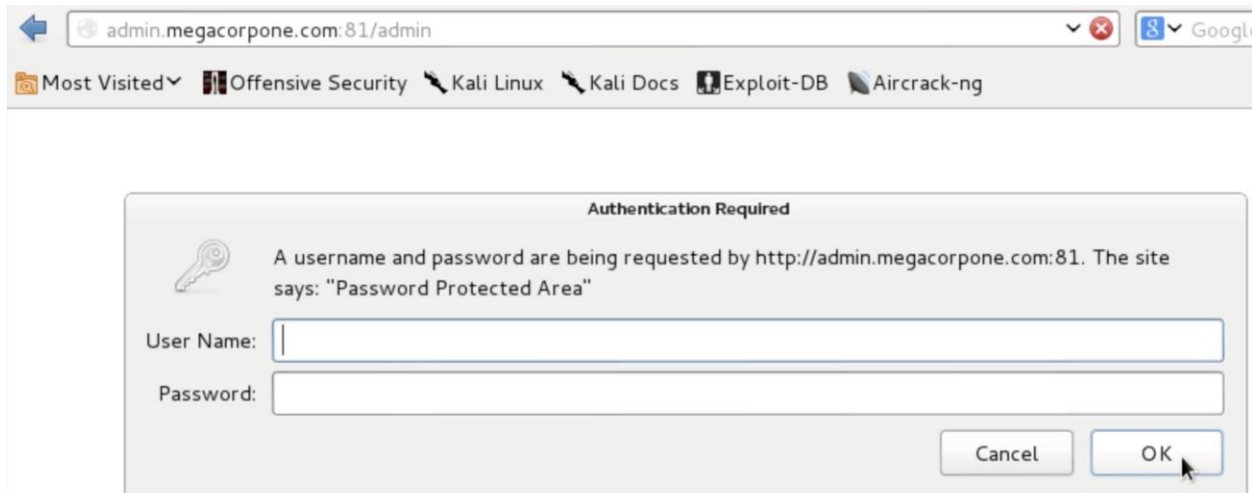 admin.megacorpone.com:81/admin
8 Google
Most Visited Offensive Security Kali Linux Kali Docs Exploit-DB Aircrack-ng
Authentication Required
A username and password are being requested by http://admin.megacorpone.com:81. The site
says: "Password Protected Area"
User Name:
Password:
Cancel OK